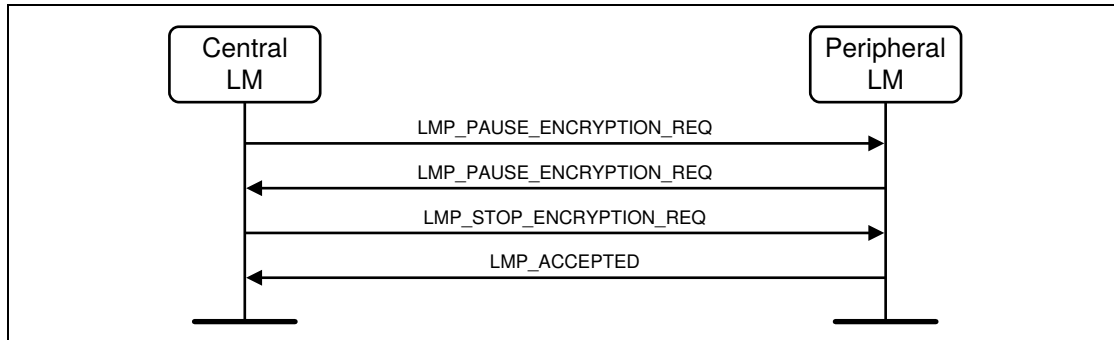 Central
LM
Peripheral
LM
LMP_PAUSE_ENCRYPTION_REQ
LMP_PAUSE_ENCRYPTION_REQ
LMP_STOP_ENCRYPTION_REQ
LMP_ACCEPTED